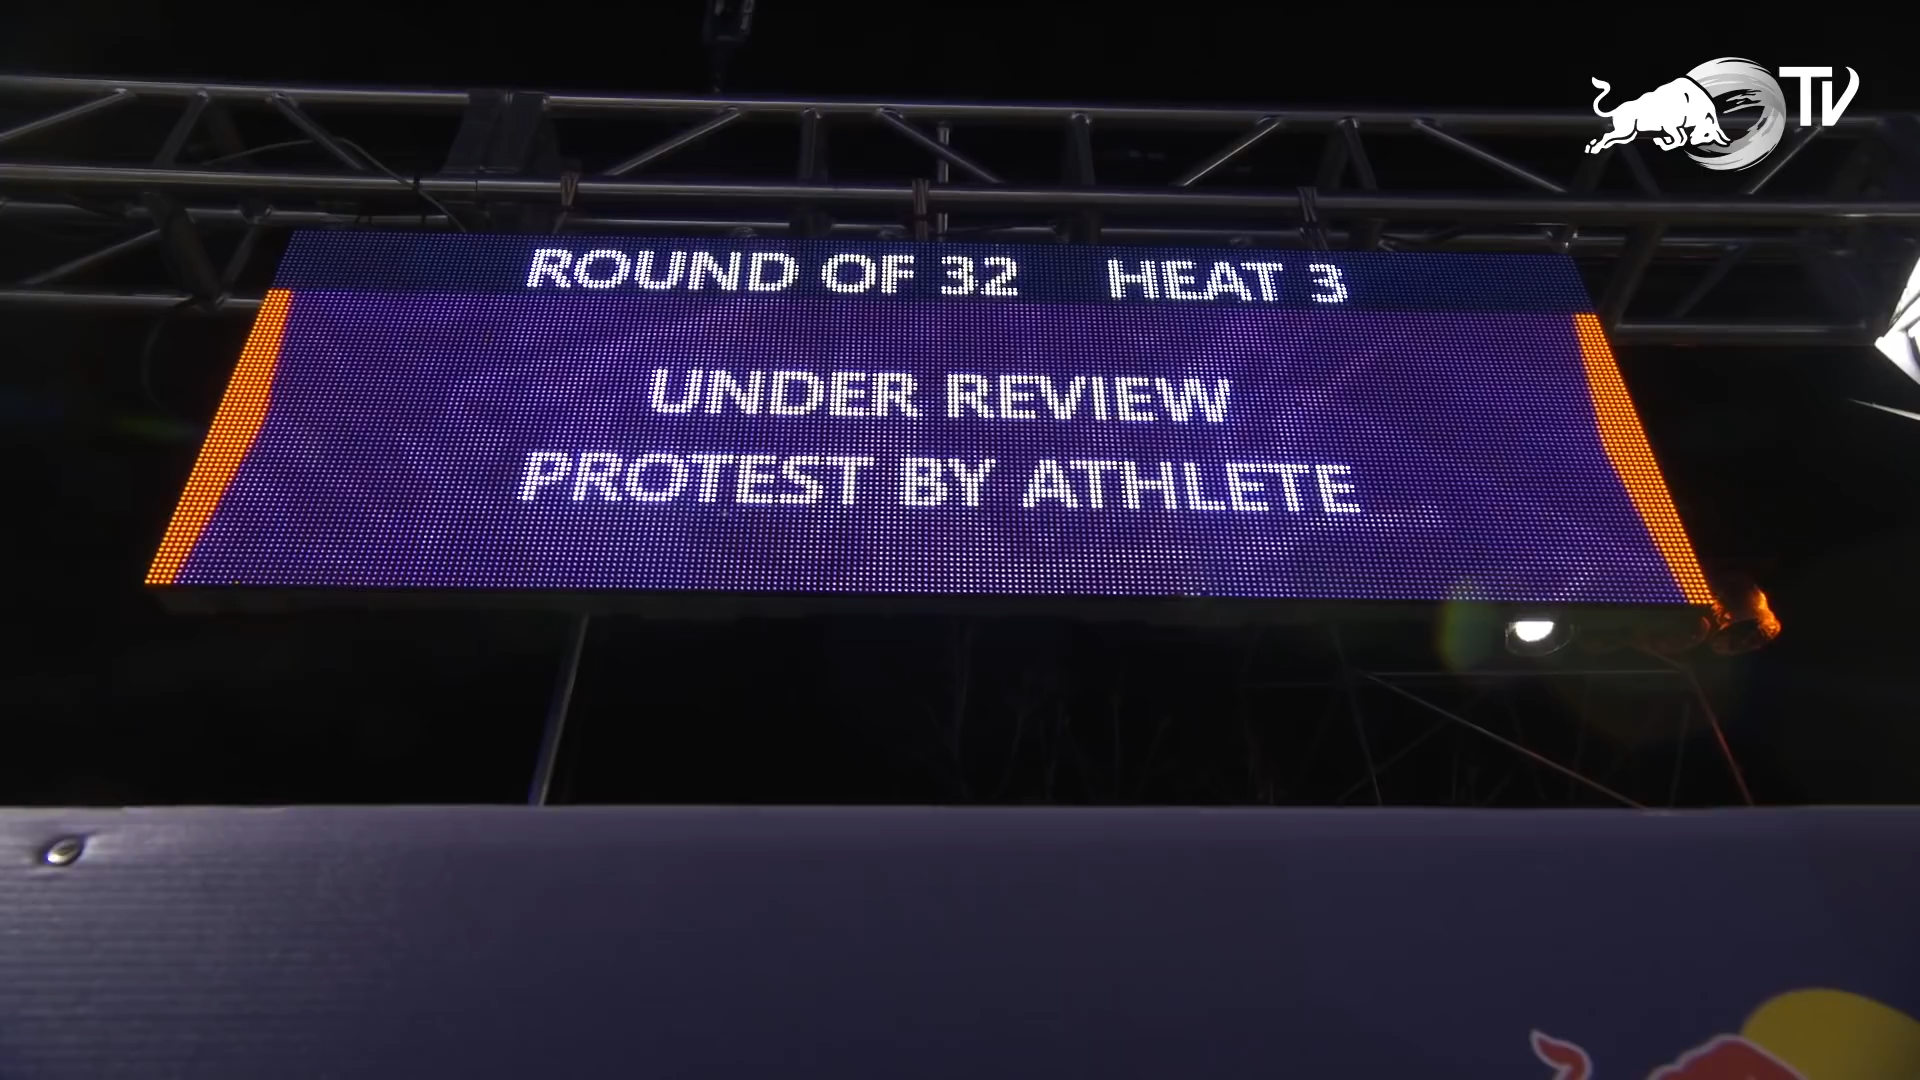 TV
ROUND OF 32 HEAT 3
UNDER REVIEW
PROTEST BY ATHLETE